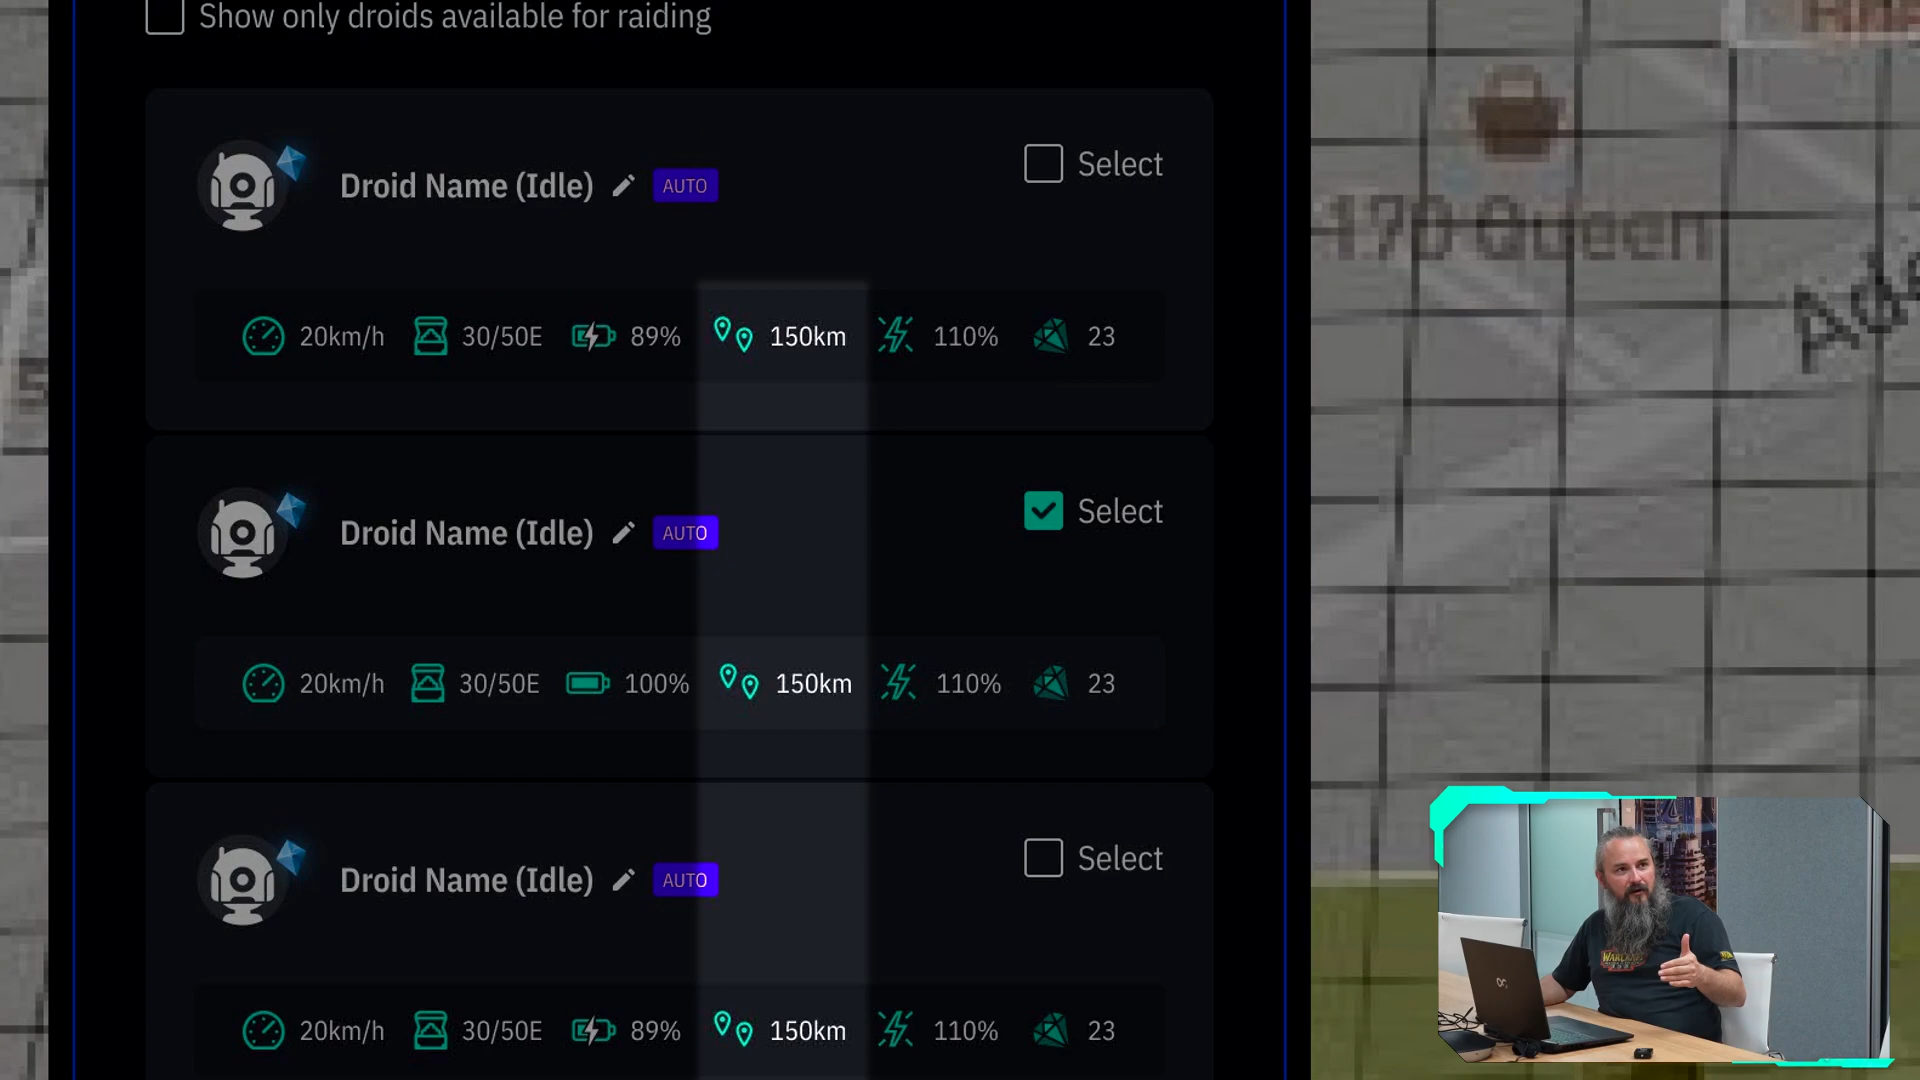 Show only droids available for raiding
Droid Name (Idle) AUTO
Select
20km/h 30/50E 89% 150km 110% 23
Droid Name (Idle) AUTO
Select
20km/h 30/50E 100% 150km 110% 23
Droid Name (Idle) AUTO
Select
20km/h 30/50E 89% 150km 110% 23
Queen